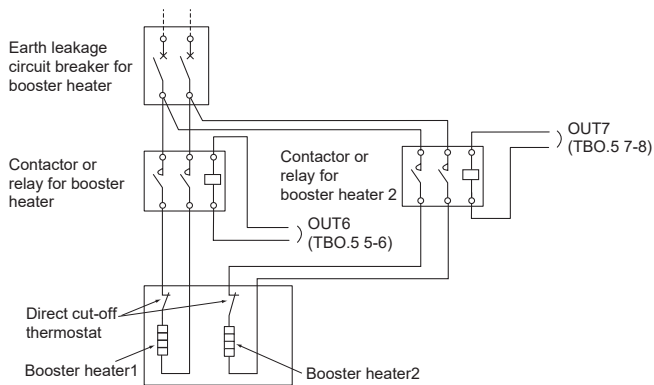 Earth leakage
circuit breaker for
booster heater
OUT7
(TBO.5 7-8)
Contactor or
relay for booster
heater
Contactor or
relay for
booster heater 2
OUT6
(TBO.5 5-6)
Direct cut-off
thermostat
Booster heater1
Booster heater2